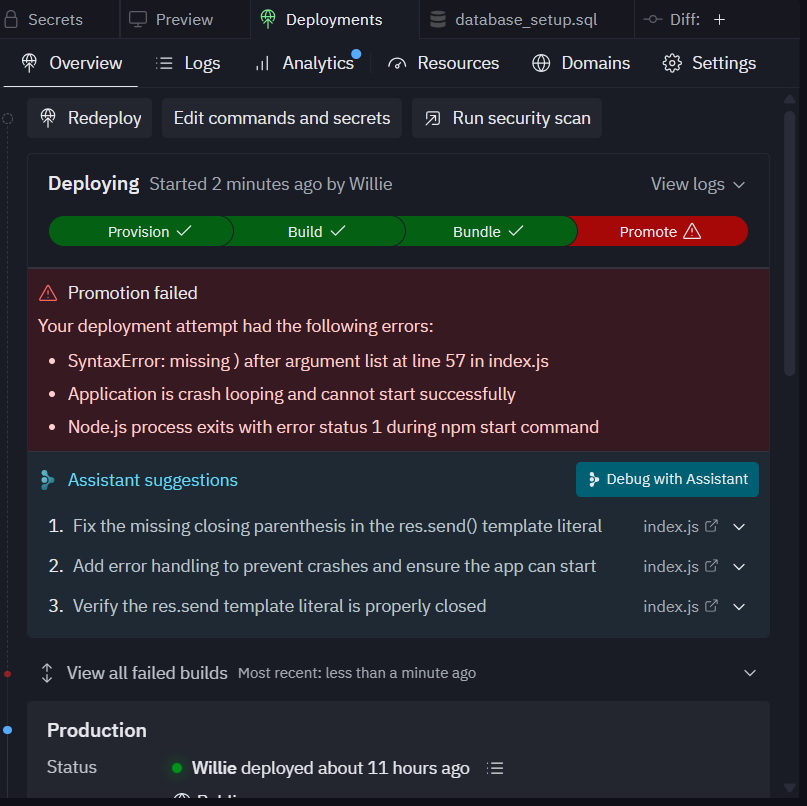 Secrets Preview Deployments database_setup.sql Diff: +
Overview Logs Analytics Resources Domains Settings
Redeploy Edit commands and secrets Run security scan
Deploying Started 2 minutes ago by Willie View logs
Provision Build Bundle Promote
Promotion failed
Your deployment attempt had the following errors:
• SyntaxError: missing ) after argument list at line 57 in index.js
• Application is crash looping and cannot start successfully
• Node.js process exits with error status 1 during npm start command
Assistant suggestions Debug with Assistant
1. Fix the missing closing parenthesis in the res.send() template literal index.js
2. Add error handling to prevent crashes and ensure the app can start index.js
3. Verify the res.send template literal is properly closed index.js
View all failed builds Most recent: less than a minute ago
Production
Status Willie deployed about 11 hours ago